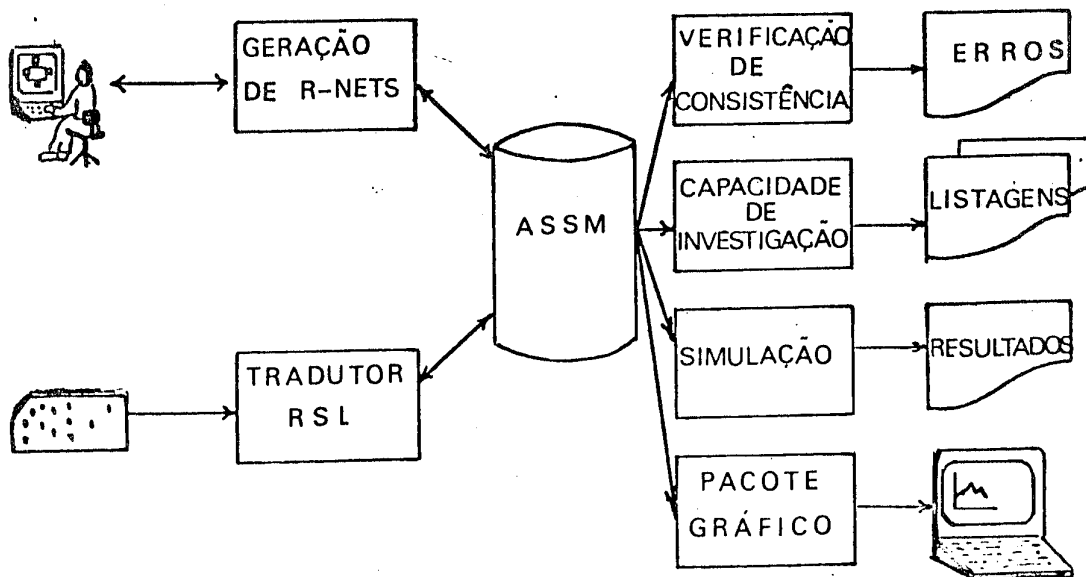 GERAÇÃO
DE R-NETS
TRADUTOR
RSL
ASSM
VERIFICAÇÃO
DE
CONSISTÊNCIA
ERROS
CAPACIDADE
DE
INVESTIGAÇÃO
LISTAGENS
SIMULAÇÃO
RESULTADOS
PACOTE
GRÁFICO